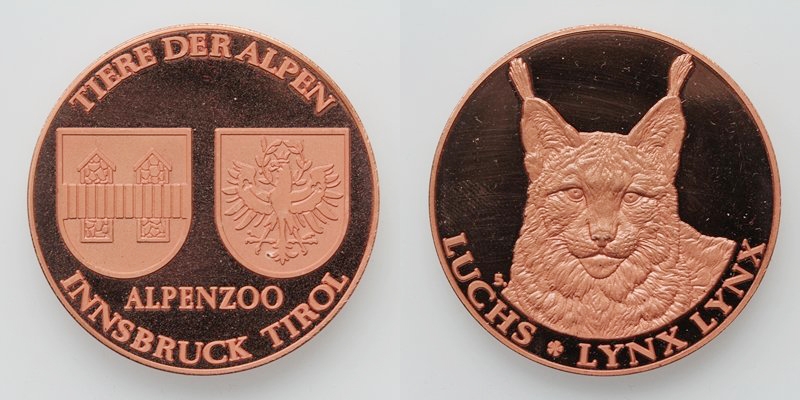 TIERE DER ALPEN
ALPENZOO
INNSBRUCK TIROL
LUCHS * LYNX LYNX